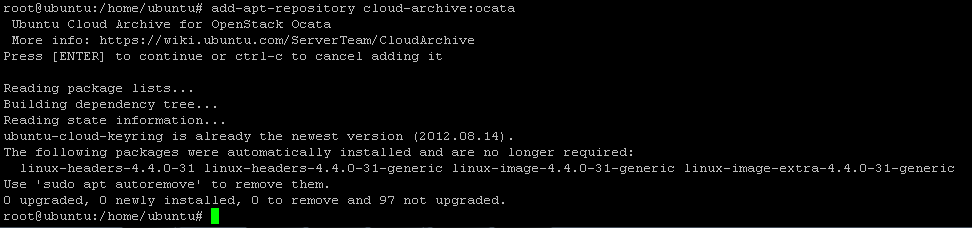 root@ubuntu:/home/ubuntu# add-apt-repository cloud-archive:ocata
Ubuntu Cloud Archive for OpenStack Ocata
More info: https://wiki.ubuntu.com/ServerTeam/CloudArchive
Press [ENTER] to continue or ctrl-c to cancel adding it
Reading package lists...
Building dependency tree...
Reading state information...
ubuntu-cloud-keyring is already the newest version (2012.08.14).
The following packages were automatically installed and are no longer required:
linux-headers-4.4.0-31 linux-headers-4.4.0-31-generic linux-image-4.4.0-31-generic linux-image-extra-4.4.0-31-generic
Use 'sudo apt autoremove' to remove them.
0 upgraded, 0 newly installed, 0 to remove and 97 not upgraded.
root@ubuntu:/home/ubuntu#